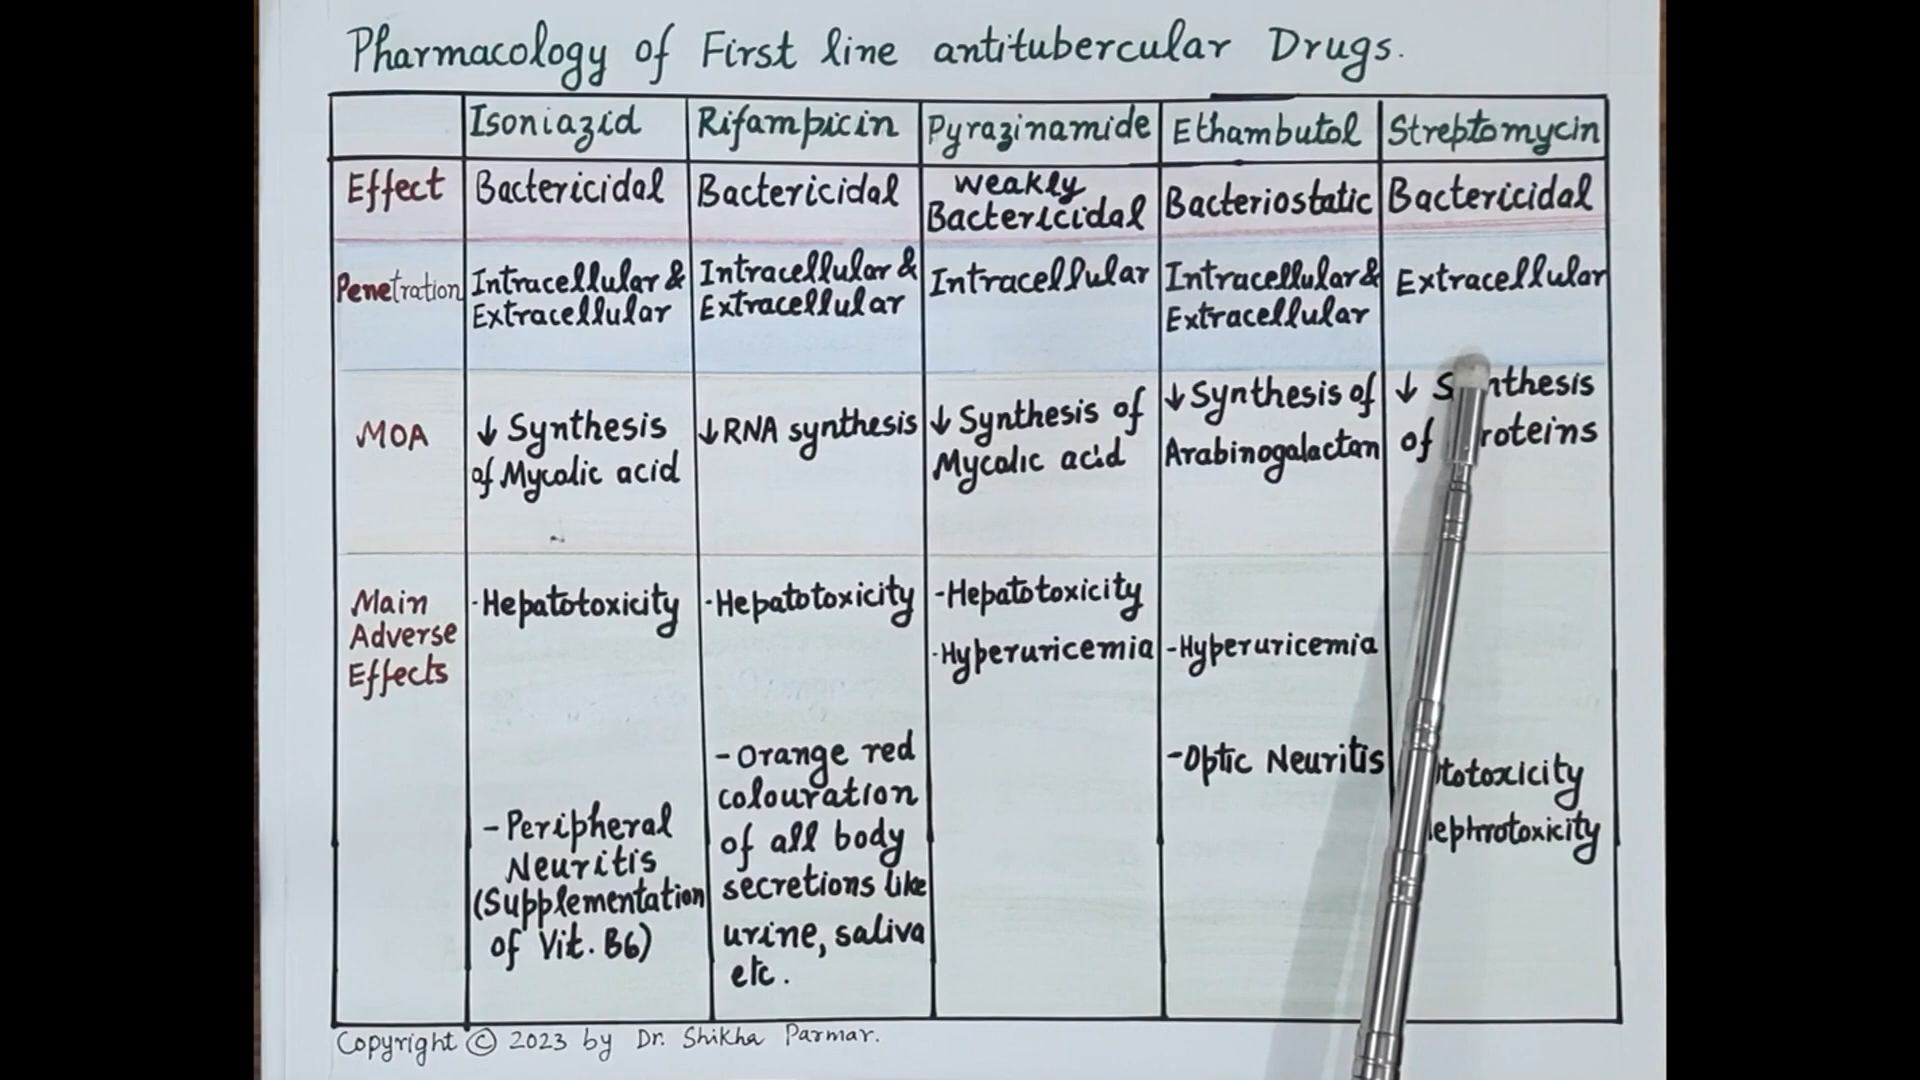 Pharmacology of First line antitubercular Drugs.
Isoniazid Rifampicin Pyrazinamide Ethambutol Streptomycin
Effect Bactericidal Bactericidal weakly Bactericidal Bacteriostatic Bactericidal
Penetration Intracellular & Extracellular Intracellular & Extracellular Intracellular Intracellular & Extracellular Extracellular
MOA ↓ Synthesis of Mycolic acid ↓ RNA synthesis ↓ Synthesis of Mycolic acid ↓ Synthesis of Arabinogalactan ↓ of
Main Adverse Effects
-Hepatotoxicity -Hepatotoxicity -Hepatotoxicity
-Hyperuricemia -Hyperuricemia
-Peripheral Neuritis (Supplementation of Vit. B6)
-Orange red colouration of all body secretions like urine, saliva etc.
-Optic Neuritis
Copyright © 2023 by Dr. Shikha Parmar.